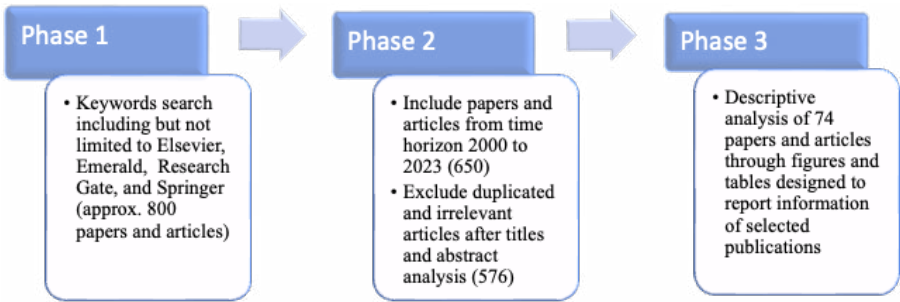 Phase 1
• Keywords search
including but not
limited to Elsevier,
Emerald, Research
Gate, and Springer
(approx. 800
papers and articles)
Phase 2
• Include papers and
articles from time
horizon 2000 to
2023 (650)
• Exclude duplicated
and irrelevant
articles after titles
and abstract
analysis (576)
Phase 3
• Descriptive
analysis of 74
papers and articles
through figures and
tables designed to
report information
of selected
publications